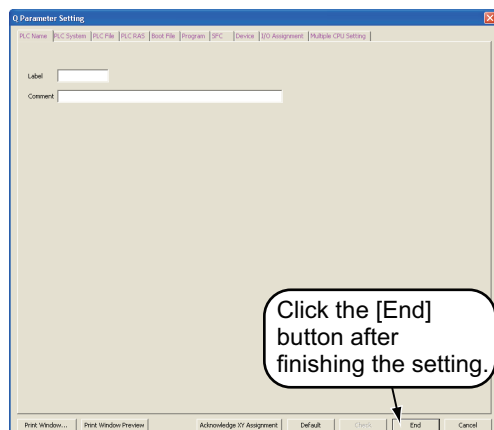 Q Parameter Setting
PLC Name PLC System PLC File PLC RAS Boot File Program SFC Device I/O Assignment Multiple CPU Setting
Label
Comment
Click the [End]
button after
finishing the setting.
Print Window... Print Window Preview Acknowledge XY Assignment Default Check End Cancel